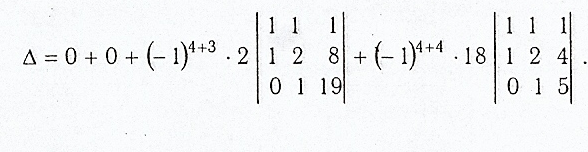 Δ = 0 + 0 + (−1)⁴⁺³ · 2 |1 1 1; 1 2 8; 0 1 19| + (−1)⁴⁺⁴ · 18 |1 1 1; 1 2 4; 0 1 5| .